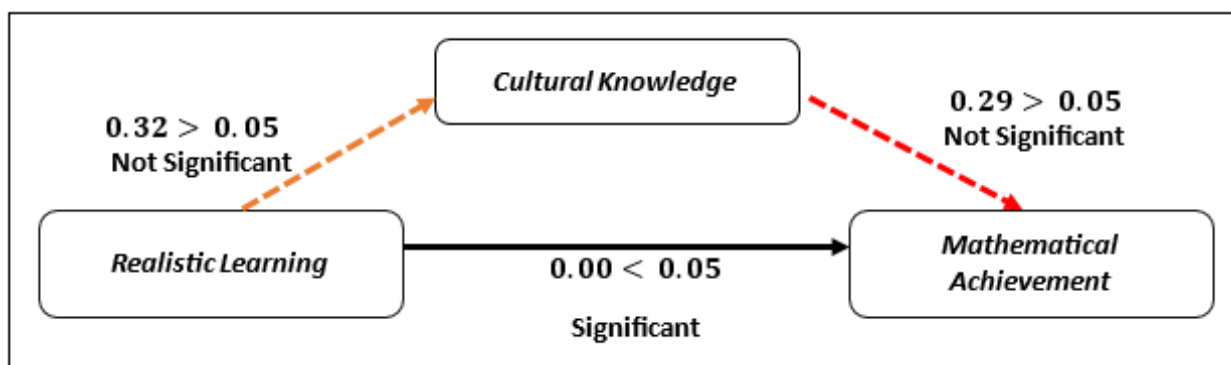 Cultural Knowledge
0.32 > 0.05
Not Significant
0.29 > 0.05
Not Significant
Realistic Learning
0.00 < 0.05
Significant
Mathematical
Achievement